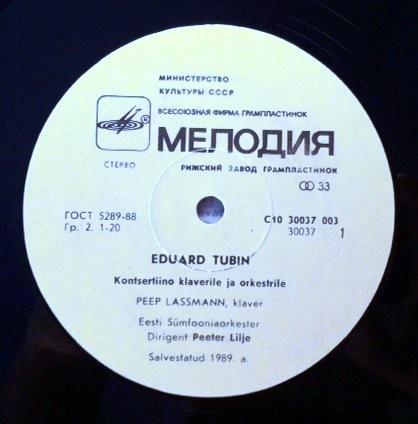 МИНИСТЕРСТВО
КУЛЬТУРЫ СССР
ВСЕСОЮЗНАЯ ФИРМА ГРАМПЛАСТИНОК
МЕЛОДИЯ
СТЕРЕО
РИЖСКИЙ ЗАВОД ГРАМПЛАСТИНОК
33
ГОСТ 5289-88
Гр. 2. 1-20
С10 30037 003
30037 1
EDUARD TUBIN
Kontsertiino klaverile ja orkestrile
PEEP LASSMANN, klaver
Eesti Sümfooniaorkester
Dirigent Peeter Lilje
Salvestatud 1989. a.